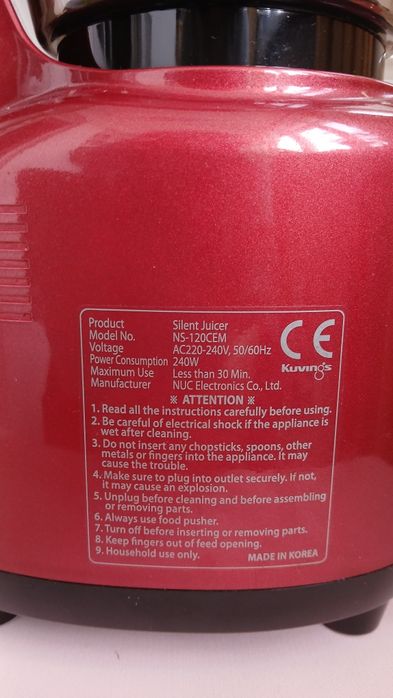 Product Silent Juicer
Model No. NS-120CEM
Voltage AC220-240V, 50/60Hz
Power Consumption 240W
Maximum Use Less than 30 Min.
Manufacturer NUC Electronics Co., Ltd.
CE
Kuvings
※ ATTENTION ※
1. Read all the instructions carefully before using.
2. Be careful of electrical shock if the appliance is
wet after cleaning.
3. Do not insert any chopsticks, spoons, other
metals or fingers into the appliance. It may
cause the trouble.
4. Make sure to plug into outlet securely. If not,
it may cause an explosion.
5. Unplug before cleaning and before assembling
or removing parts.
6. Always use food pusher.
7. Turn off before inserting or removing parts.
8. Keep fingers out of feed opening.
9. Household use only.
MADE IN KOREA